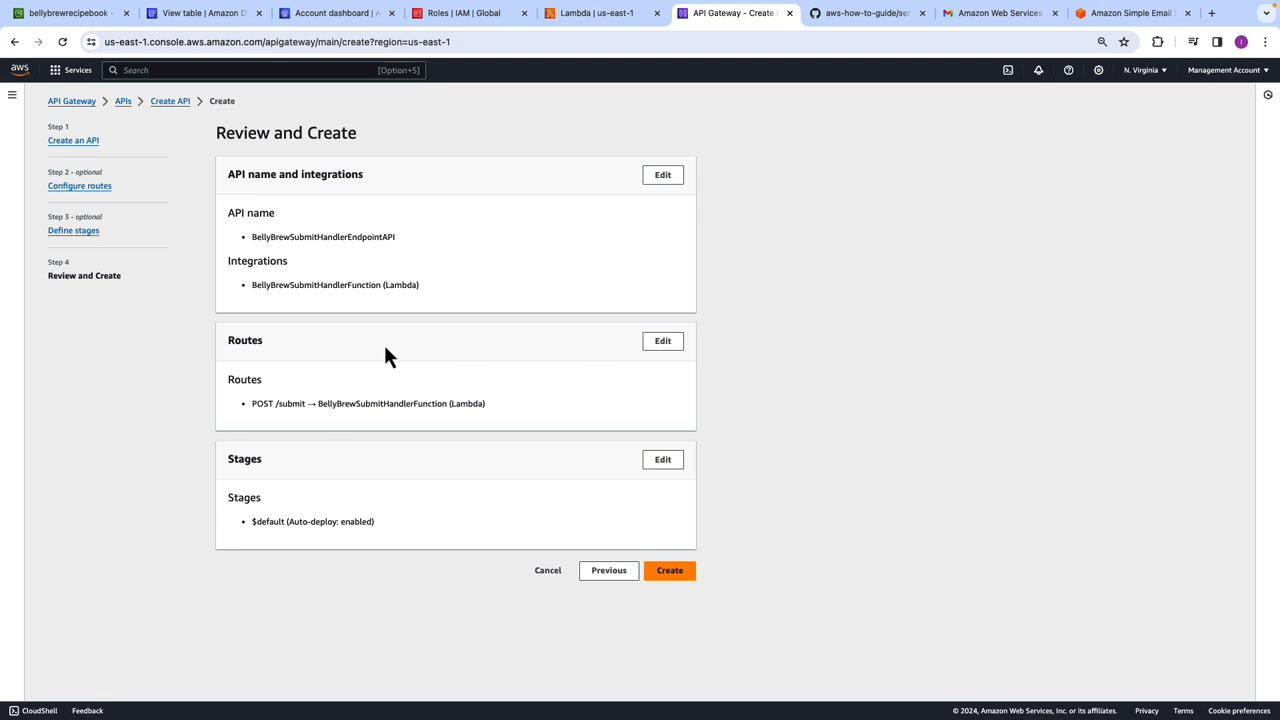 bellybrewrecipebook -
View table | Amazon D
Account dashboard | A
Roles | IAM | Global
Lambda | us-east-1
API Gateway - Create
aws-how-to-guide/ser
Amazon Web Services
Amazon Simple Email
us-east-1.console.aws.amazon.com/apigateway/main/create?region=us-east-1
aws
Services
Search
[Option+S]
N. Virginia
Management Account
API Gateway
APIs
Create API
Create
Step 1
Create an API
Step 2 - optional
Configure routes
Step 3 - optional
Define stages
Step 4
Review and Create
Review and Create
API name and integrations
Edit
API name
• BellyBrewSubmitHandlerEndpointAPI
Integrations
• BellyBrewSubmitHandlerFunction (Lambda)
Routes
Edit
Routes
• POST /submit → BellyBrewSubmitHandlerFunction (Lambda)
Stages
Edit
Stages
• $default (Auto-deploy: enabled)
Cancel
Previous
Create
CloudShell
Feedback
© 2024, Amazon Web Services, Inc. or its affiliates.
Privacy
Terms
Cookie preferences